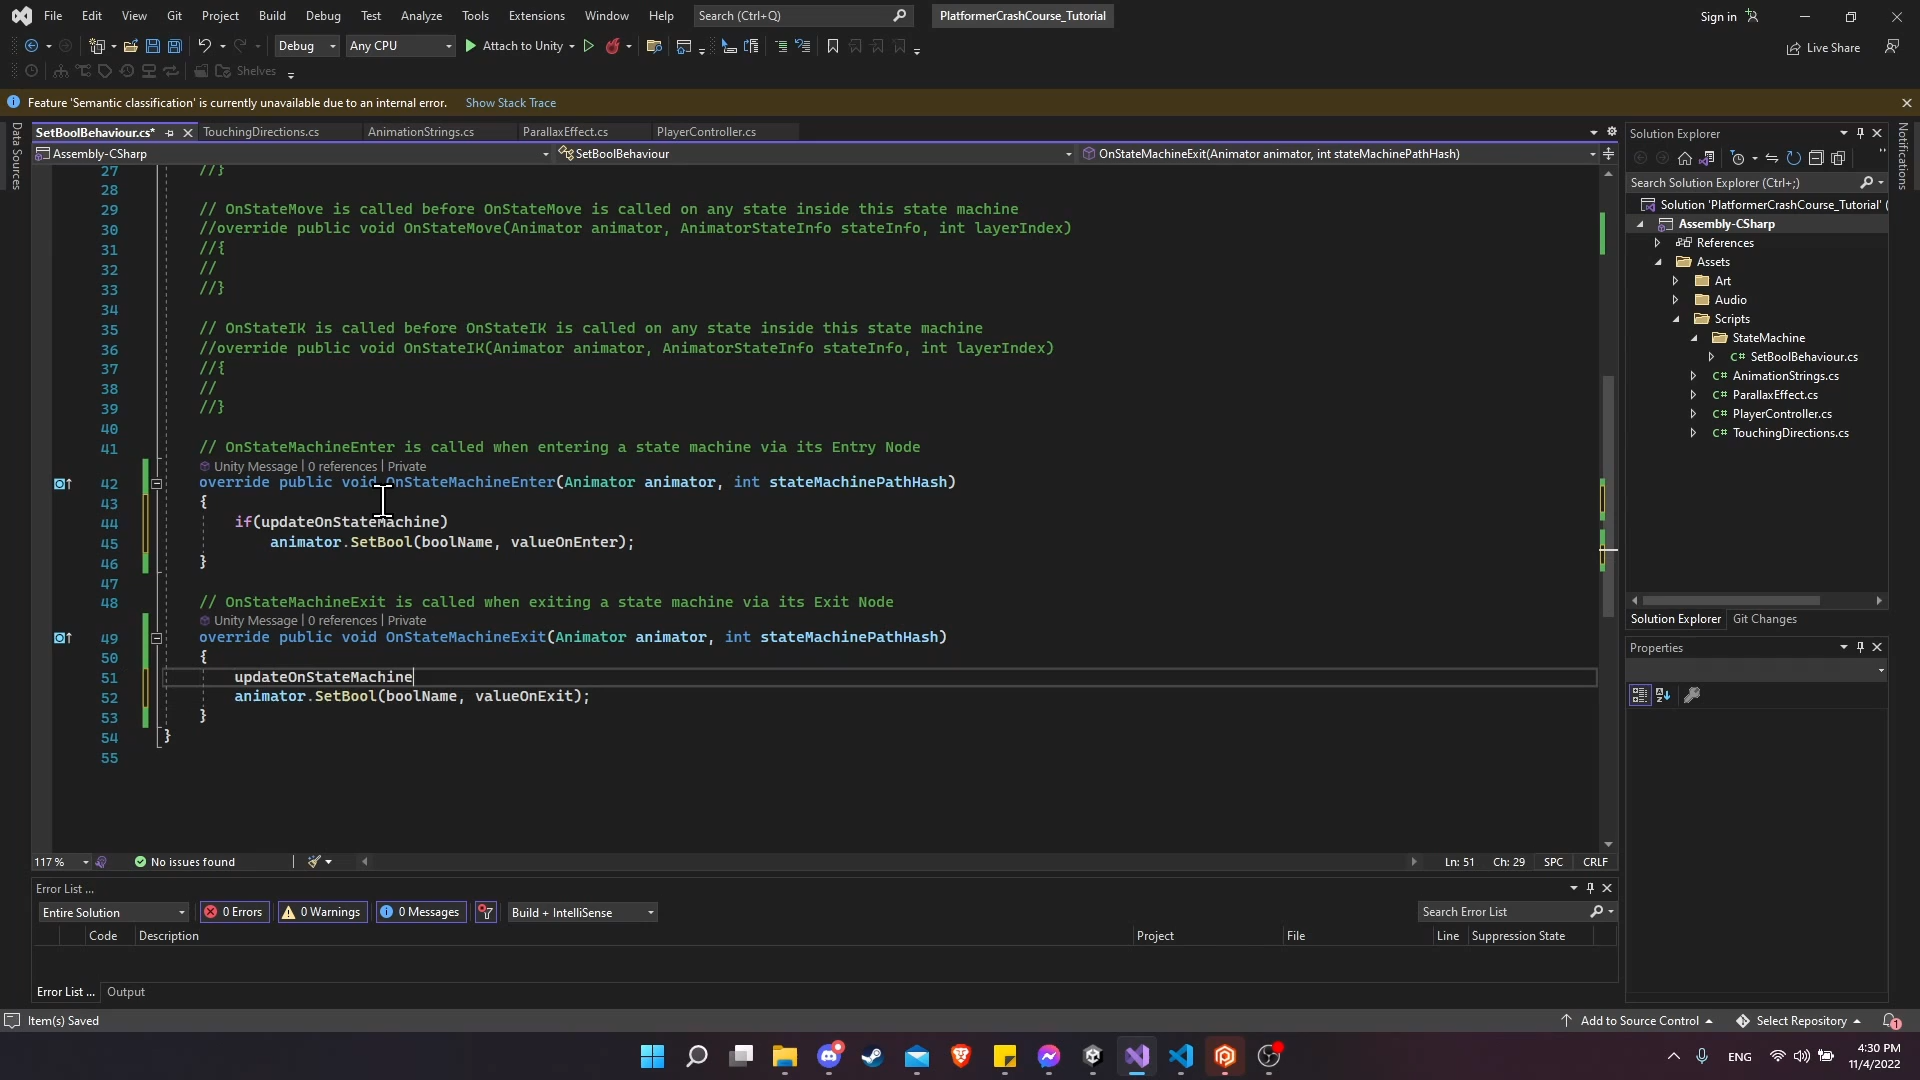 File Edit View Git Project Build Debug Test Analyze Tools Extensions Window Help Search (Ctrl+Q) PlatformerCrashCourse_Tutorial Sign in
Debug Any CPU Attach to Unity Live Share
Shelves
Feature 'Semantic classification' is currently unavailable due to an internal error. Show Stack Trace
Data Sources
SetBoolBehaviour.cs* TouchingDirections.cs AnimationStrings.cs ParallaxEffect.cs PlayerController.cs
Assembly-CSharp SetBoolBehaviour OnStateMachineExit(Animator animator, int stateMachinePathHash)
27 //}
28
29 // OnStateMove is called before OnStateMove is called on any state inside this state machine
30 //override public void OnStateMove(Animator animator, AnimatorStateInfo stateInfo, int layerIndex)
31 //{
32 //
33 //}
34
35 // OnStateIK is called before OnStateIK is called on any state inside this state machine
36 //override public void OnStateIK(Animator animator, AnimatorStateInfo stateInfo, int layerIndex)
37 //{
38 //
39 //}
40
41 // OnStateMachineEnter is called when entering a state machine via its Entry Node
Unity Message | 0 references | Private
42 override public void OnStateMachineEnter(Animator animator, int stateMachinePathHash)
43 {
44 if(updateOnStateMachine)
45 animator.SetBool(boolName, valueOnEnter);
46 }
47
48 // OnStateMachineExit is called when exiting a state machine via its Exit Node
Unity Message | 0 references | Private
49 override public void OnStateMachineExit(Animator animator, int stateMachinePathHash)
50 {
51 updateOnStateMachine
52 animator.SetBool(boolName, valueOnExit);
53 }
54 }
55
117 % No issues found Ln: 51 Ch: 29 SPC CRLF
Error List ...
Entire Solution 0 Errors 0 Warnings 0 Messages Build + IntelliSense Search Error List
Code Description Project File Line Suppression State
Error List ... Output
Solution Explorer
Search Solution Explorer (Ctrl+;)
Solution 'PlatformerCrashCourse_Tutorial' (
Assembly-CSharp
References
Assets
Art
Audio
Scripts
StateMachine
C# SetBoolBehaviour.cs
C# AnimationStrings.cs
C# ParallaxEffect.cs
C# PlayerController.cs
C# TouchingDirections.cs
Solution Explorer Git Changes
Properties
Notifications
Item(s) Saved Add to Source Control Select Repository 1
ENG 4:30 PM
11/4/2022